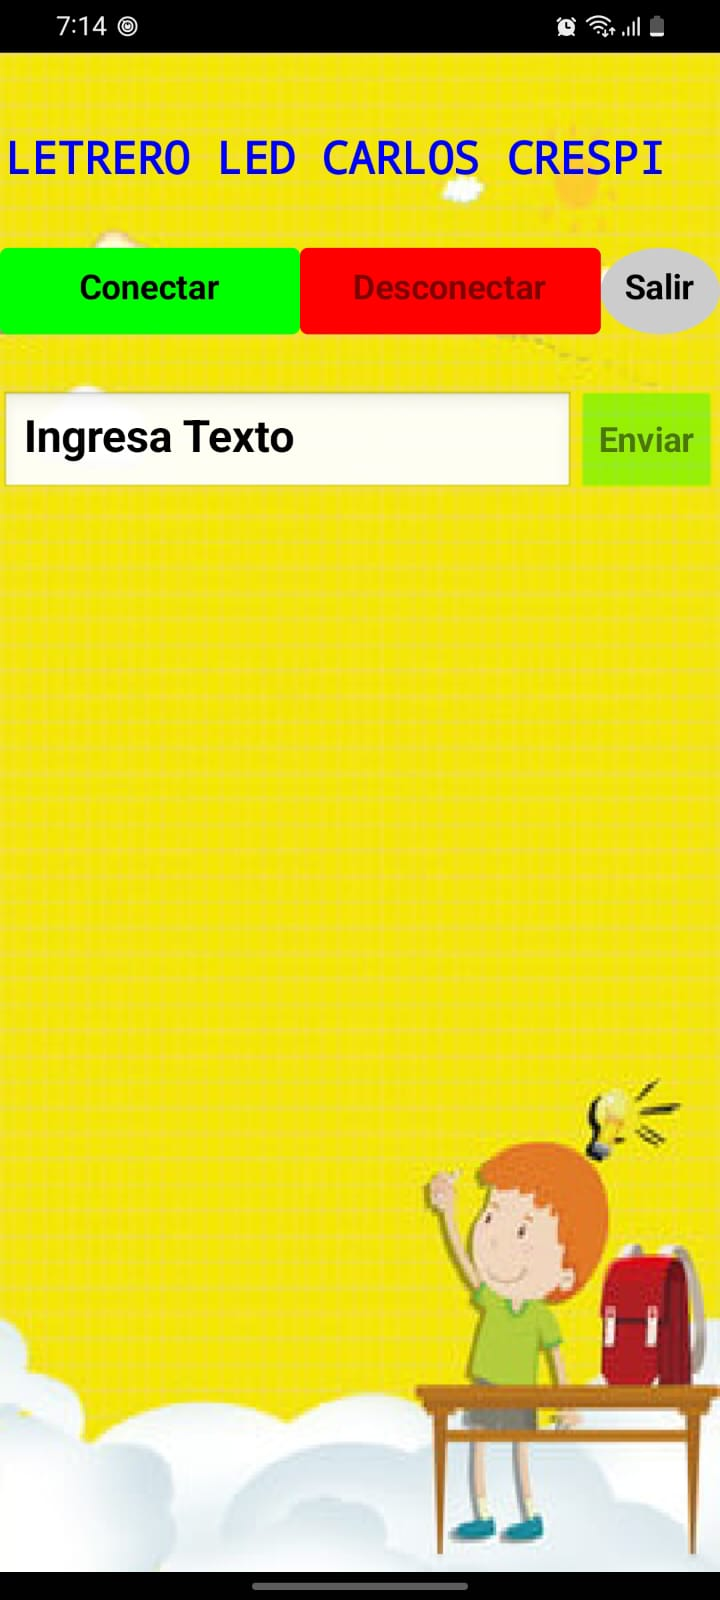 7:14
LETRERO LED CARLOS CRESPI
Conectar Desconectar Salir
Ingresa Texto Enviar